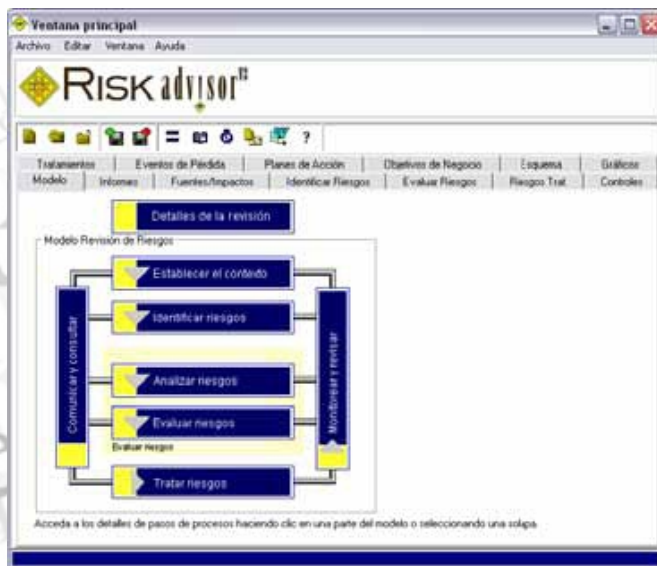 Ventana principal
Archivo Editar Ventana Ayuda
RISK advisor
?
Tratamientos Eventos de Pérdida Planes de Acción Objetivos de Negocio Esquema Gráficos
Modelo Informes Fuentes/Impactos Identificar Riesgos Evaluar Riesgos Riesgos Trat. Controles
Detalles de la revisión
Modelo Revisión de Riesgos
Establecer el contexto
Identificar riesgos
Comunicar y consultar
Monitorear y revisar
Analizar riesgos
Evaluar riesgos
Evaluar riesgos
Tratar riesgos
Acceda a los detalles de pasos de procesos haciendo clic en una parte del modelo o seleccionando una solapa.